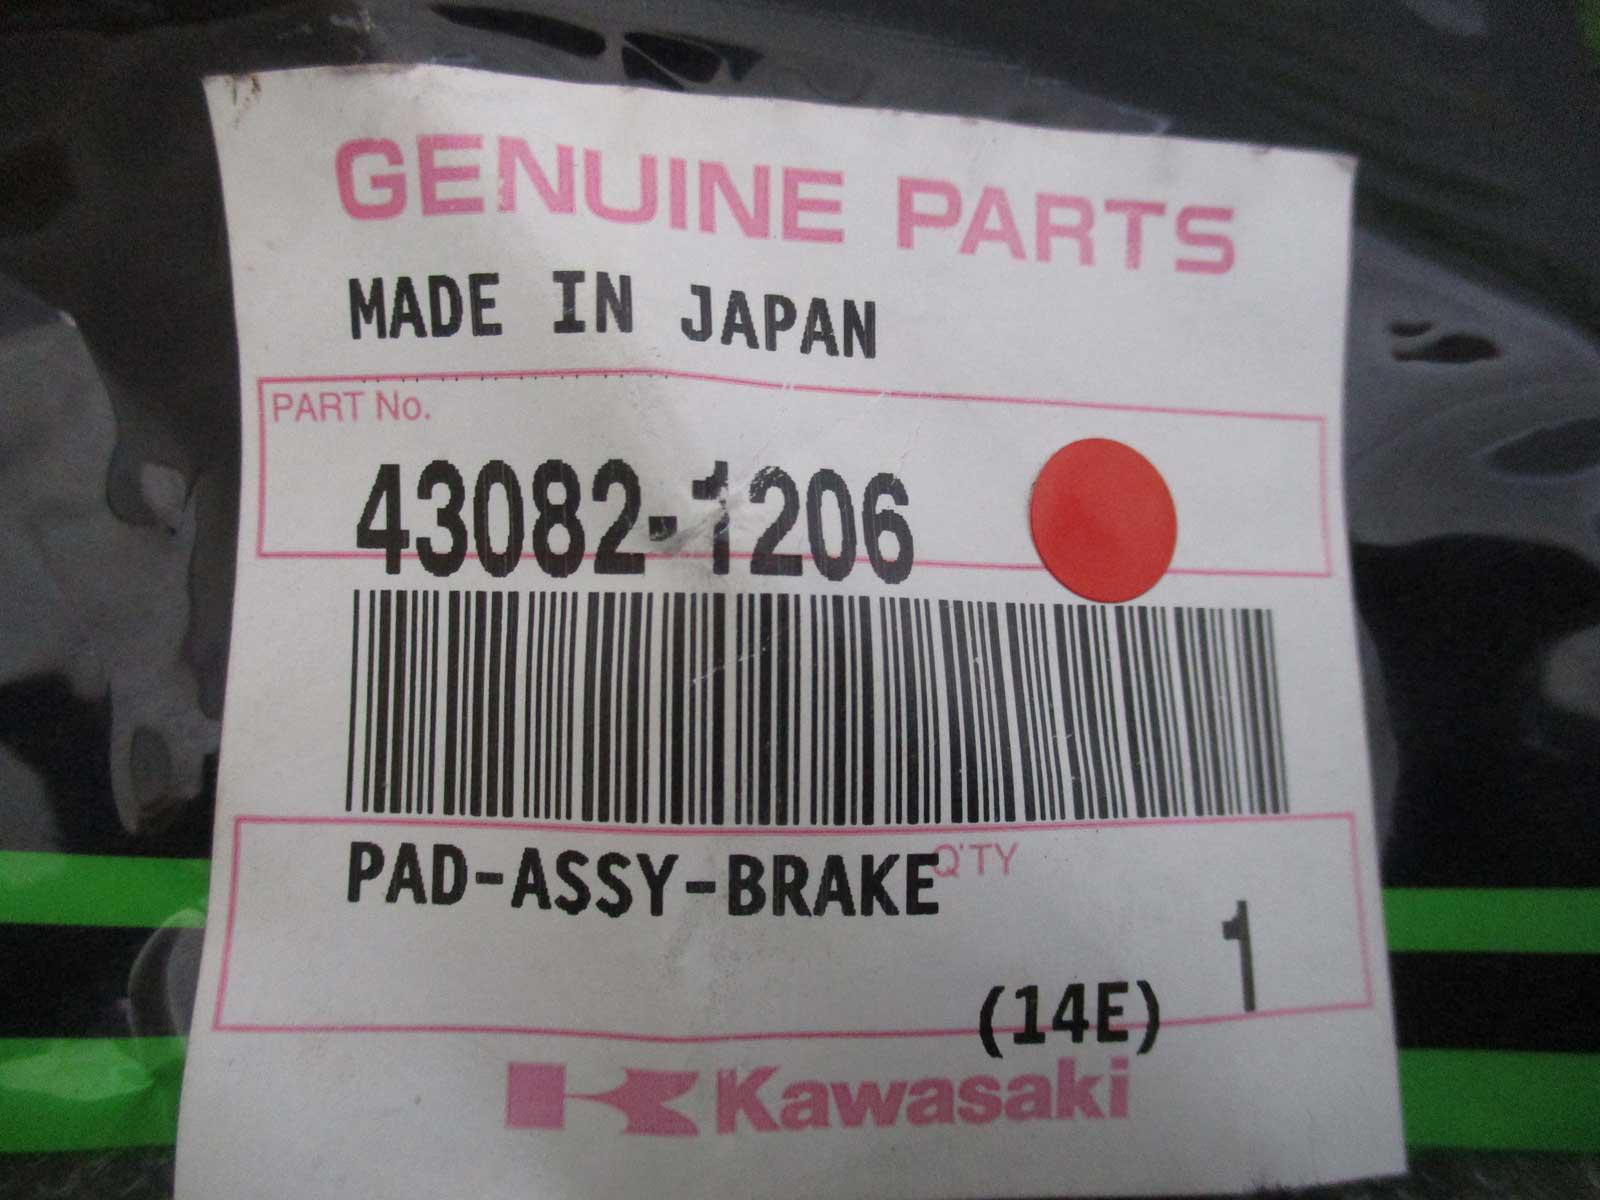 GENUINE PARTS
MADE IN JAPAN
PART No.
43082-1206
PAD-ASSY-BRAKE
Q'TY
1
(14E)
Kawasaki